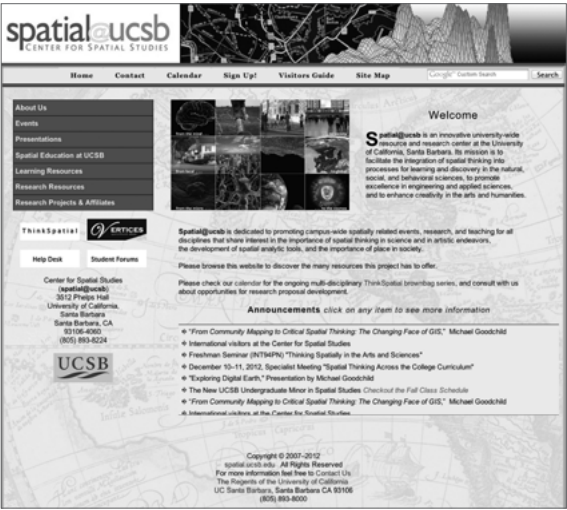 spatial@ucsb
CENTER FOR SPATIAL STUDIES
Home Contact Calendar Sign Up! Visitors Guide Site Map Google™ Custom Search Search
About Us
Events
Presentations
Spatial Education at UCSB
Learning Resources
Research Resources
Research Projects & Affiliates
ThinkSpatial VERTICES
Help Desk Student Forums
Center for Spatial Studies
(spatial@ucsb)
3512 Phelps Hall
University of California,
Santa Barbara
Santa Barbara, CA
93106-4060
(805) 893-8224
UCSB
Welcome
Spatial@ucsb is an innovative university-wide
resource and research center at the University
of California, Santa Barbara. Its mission is to
facilitate the integration of spatial thinking into
processes for learning and discovery in the natural,
social, and behavioral sciences, to promote
excellence in engineering and applied sciences,
and to enhance creativity in the arts and humanities.
Spatial@ucsb is dedicated to promoting campus-wide spatially related events, research, and teaching for all
disciplines that share interest in the importance of spatial thinking in science and in artistic endeavors,
the development of spatial analytic tools, and the importance of place in society.
Please browse this website to discover the many resources this project has to offer.
Please check our calendar for the ongoing multi-disciplinary ThinkSpatial brownbag series, and consult with us
about opportunities for research proposal development.
Announcements click on any item to see more information
"From Community Mapping to Critical Spatial Thinking: The Changing Face of GIS," Michael Goodchild
International visitors at the Center for Spatial Studies
Freshman Seminar (INT94PN) "Thinking Spatially in the Arts and Sciences"
December 10–11, 2012, Specialist Meeting "Spatial Thinking Across the College Curriculum"
"Exploring Digital Earth," Presentation by Michael Goodchild
The New UCSB Undergraduate Minor in Spatial Studies Checkout the Fall Class Schedule
"From Community Mapping to Critical Spatial Thinking: The Changing Face of GIS," Michael Goodchild
International visitors at the Center for Spatial Studies
Copyright © 2007–2012
spatial.ucsb.edu . All Rights Reserved
For more information feel free to Contact Us
The Regents of the University of California
UC Santa Barbara, Santa Barbara CA 93106
(805) 893-8000